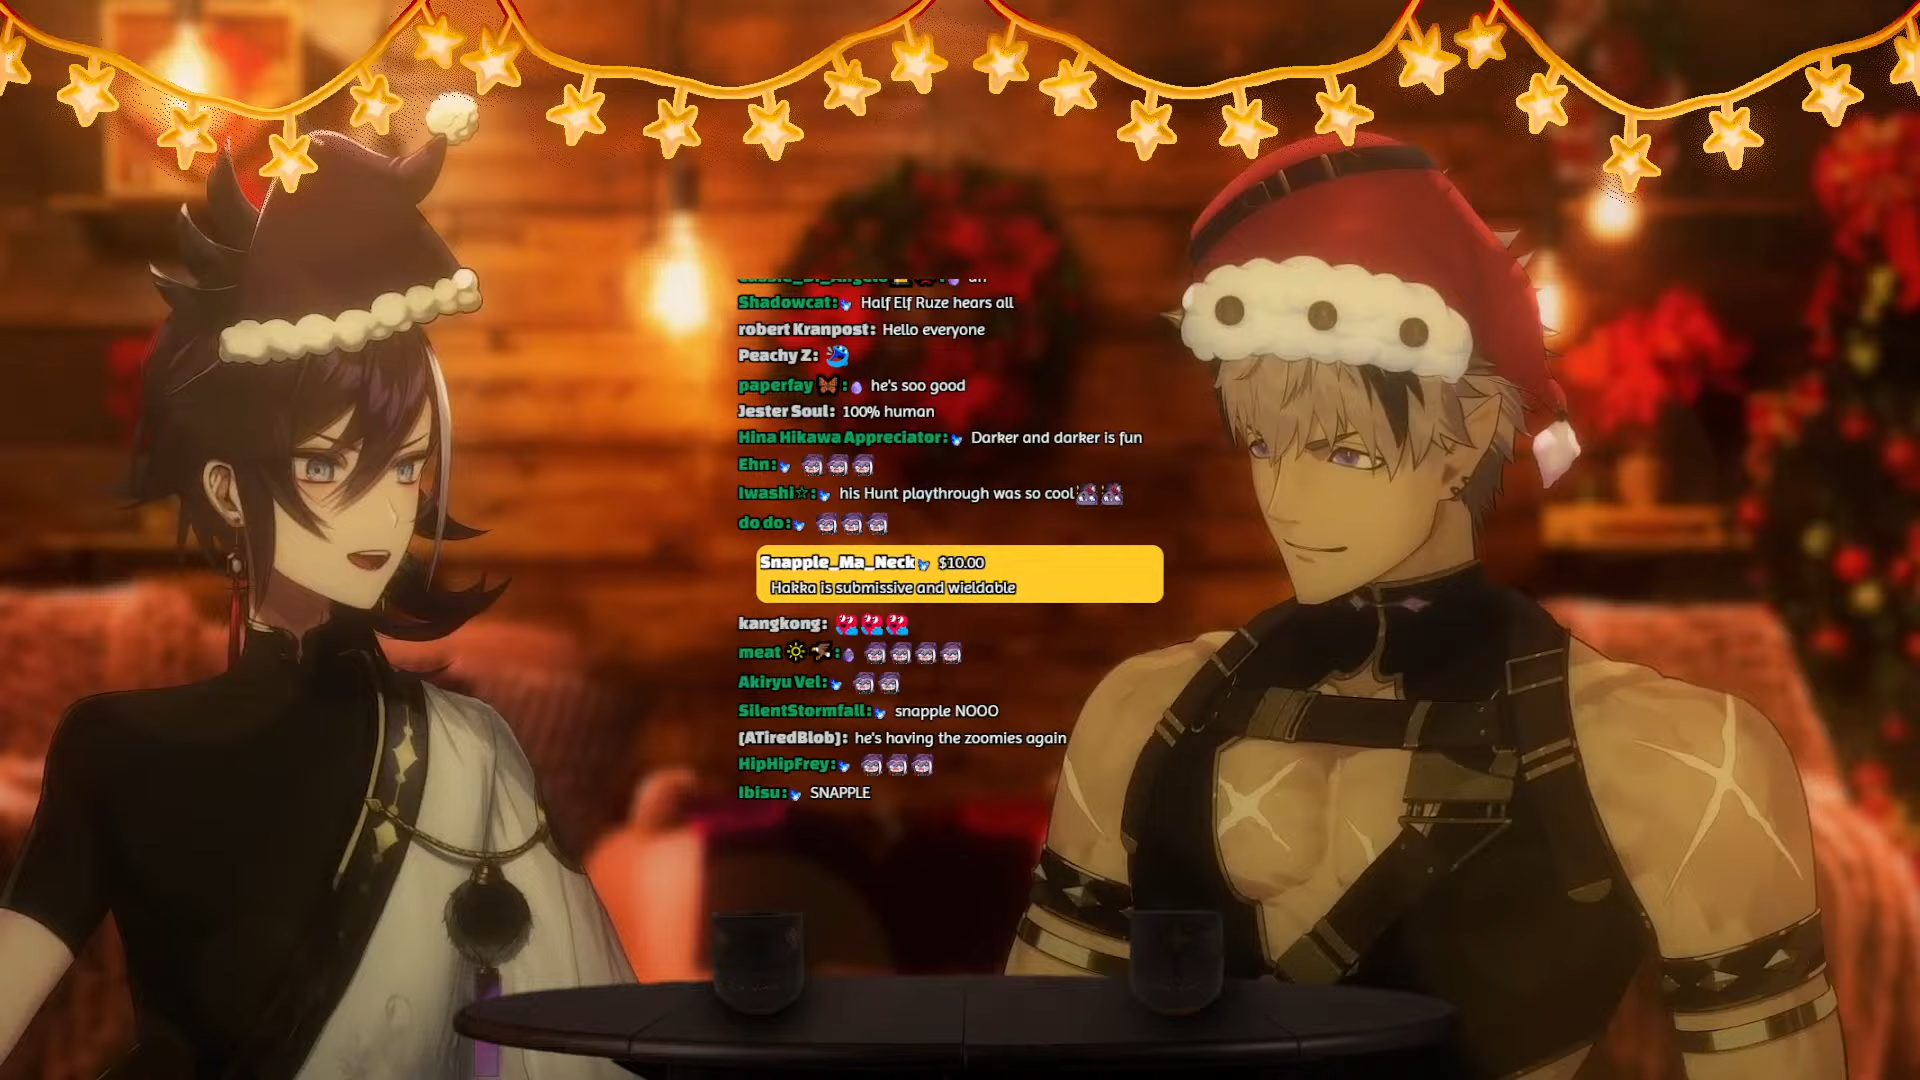 Shadowcat: Half Elf Ruze hears all
robert Kranpost: Hello everyone
Peachy Z:
paperfay : he's soo good
Jester Soul: 100% human
Hina Hikawa Appreciator: Darker and darker is fun
Ehn:
Iwashi☆: his Hunt playthrough was so cool
do do:
Snapple_Ma_Neck $10.00
Hakka is submissive and wieldable
kangkong:
meat :
Akiryu Vel:
SilentStormfall: snapple NOOO
[ATiredBlob]: he's having the zoomies again
HipHipFrey:
Ibisu: SNAPPLE